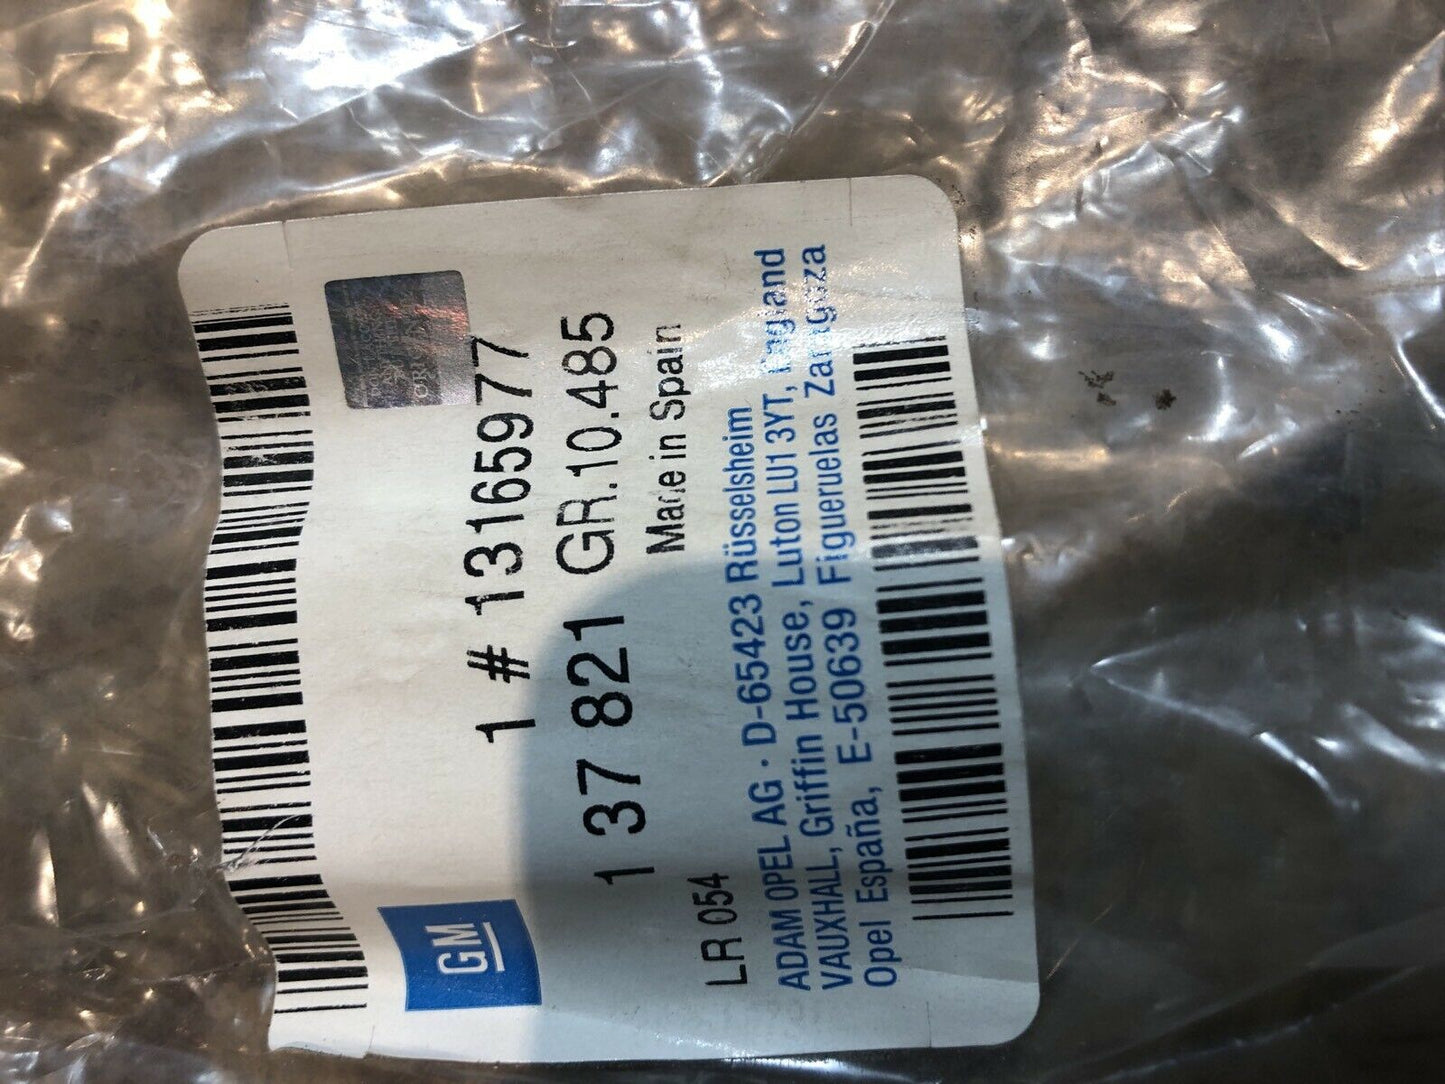 GM
1 # 13165977
1 37 821 GR.10.485
LR 054 Made in Spain
ADAM OPEL AG · D-65423 Rüsselsheim
VAUXHALL, Griffin House, Luton LU1 3YT, England
Opel España, E-50639 Figueruelas Zaragoza